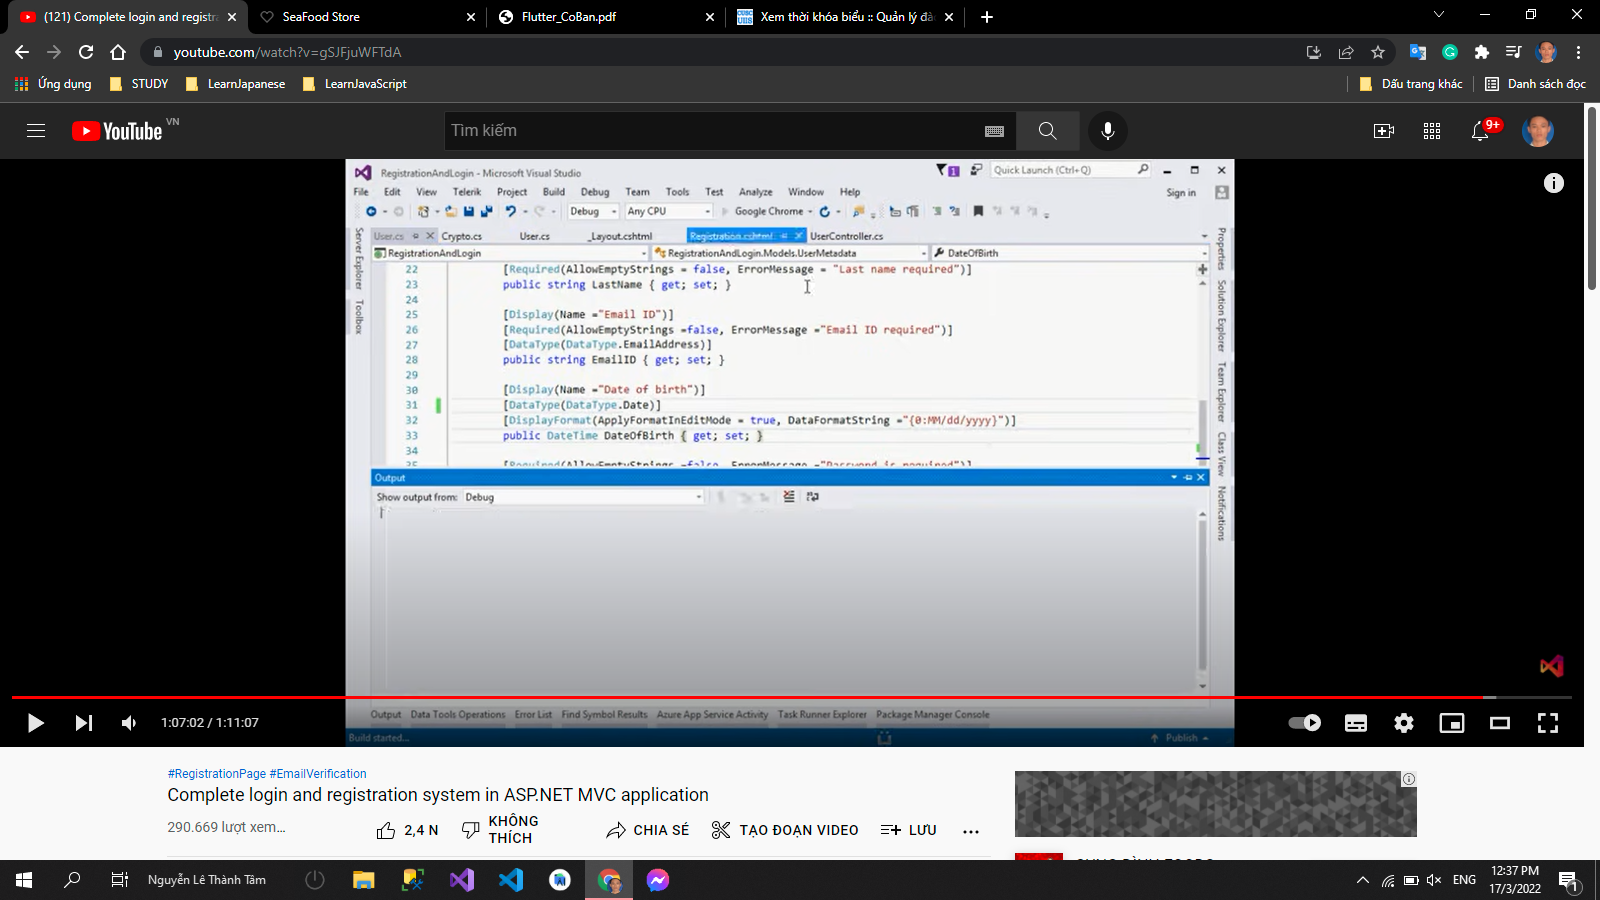 (121) Complete login and registra
SeaFood Store
Flutter_CoBan.pdf
Xem thời khóa biểu :: Quản lý đà
youtube.com/watch?v=gSJFjuWFTdA
Ứng dụng
STUDY
LearnJapanese
LearnJavaScript
Dấu trang khác
Danh sách đọc
YouTube VN
Tìm kiếm
9+
RegistrationAndLogin - Microsoft Visual Studio
1
Quick Launch (Ctrl+Q)
File Edit View Telerik Project Build Debug Team Tools Test Analyze Window Help
Sign in
Debug Any CPU Google Chrome
User.cs Crypto.cs User.cs _Layout.cshtml Registration.cshtml UserController.cs
RegistrationAndLogin RegistrationAndLogin.Models.UserMetadata DateOfBirth
Server Explorer
Toolbox
22 [Required(AllowEmptyStrings = false, ErrorMessage = "Last name required")]
23 public string LastName { get; set; }
24
25 [Display(Name ="Email ID")]
26 [Required(AllowEmptyStrings =false, ErrorMessage ="Email ID required")]
27 [DataType(DataType.EmailAddress)]
28 public string EmailID { get; set; }
29
30 [Display(Name ="Date of birth")]
31 [DataType(DataType.Date)]
32 [DisplayFormat(ApplyFormatInEditMode = true, DataFormatString ="{0:MM/dd/yyyy}")]
33 public DateTime DateOfBirth { get; set; }
34
35 [Required(AllowEmptyStrings =false, ErrorMessage ="Password is required")]
Properties
Solution Explorer
Team Explorer
Class View
Notifications
Output
Show output from: Debug
Output Data Tools Operations Error List Find Symbol Results Azure App Service Activity Task Runner Explorer Package Manager Console
Build started...
Publish
1:07:02 / 1:11:07
#RegistrationPage #EmailVerification
Complete login and registration system in ASP.NET MVC application
290.669 lượt xem...
2,4 N
KHÔNG THÍCH
CHIA SẺ
TẠO ĐOẠN VIDEO
LƯU
Nguyễn Lê Thành Tâm
ENG
12:37 PM
17/3/2022
1